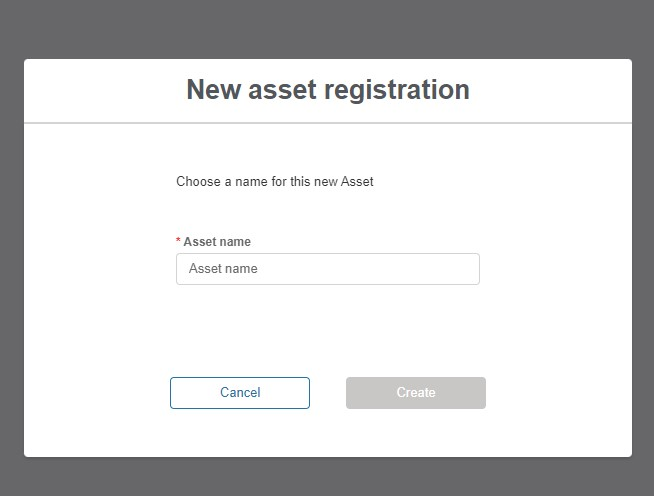 New asset registration
Choose a name for this new Asset
* Asset name
Asset name
Cancel
Create